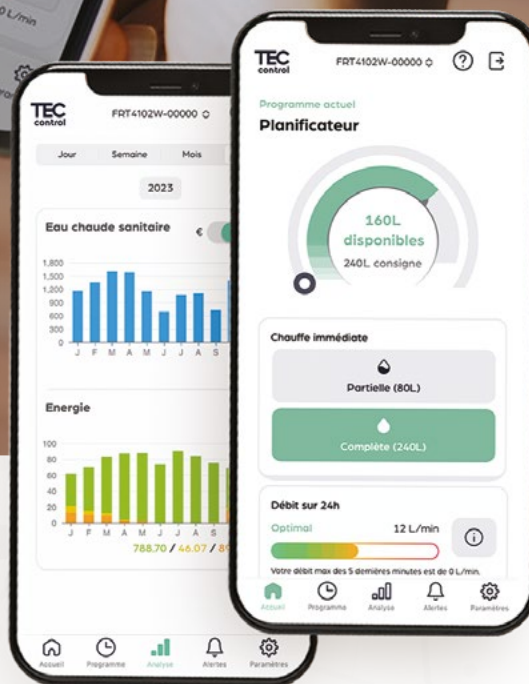 0 L/min
TEC
control
FRT4102W-00000
Jour Semaine Mois
2023
Eau chaude sanitaire €
1,800
1,500
1,200
900
600
300
0
J F M A M J J A S
Energie
100
80
60
40
20
0
J F M A M J J A S
788.70 / 46.07 /
Accueil Programme Analyse Alertes Paramètres
TEC
control
FRT4102W-00000
Programme actuel
Planificateur
160L
disponibles
240L consigne
Chauffe immédiate
Partielle (80L)
Complète (240L)
Débit sur 24h
Optimal 12 L/min
Votre débit max des 5 dernières minutes est de 0 L/min.
Accueil Programme Analyse Alertes Paramètres